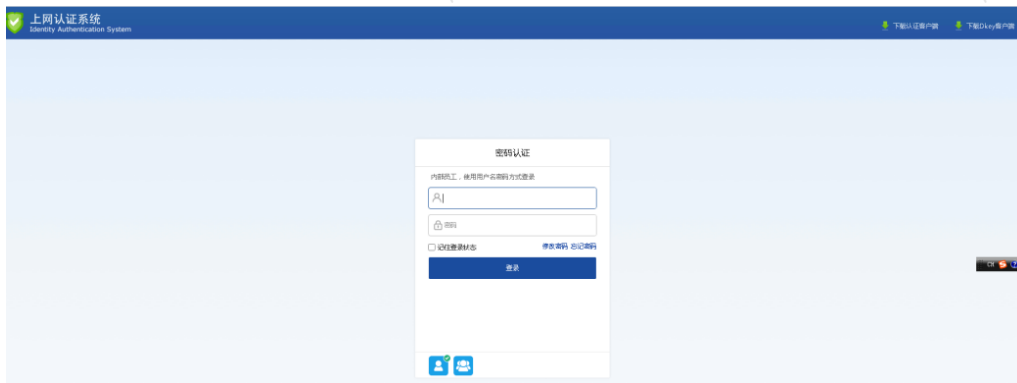 上网认证系统
Identity Authentication System
下载认证客户端 下载Dkey客户端
密码认证
内部员工，使用用户名密码方式登录
密码
记住登录状态 修改密码 忘记密码
登录
CH